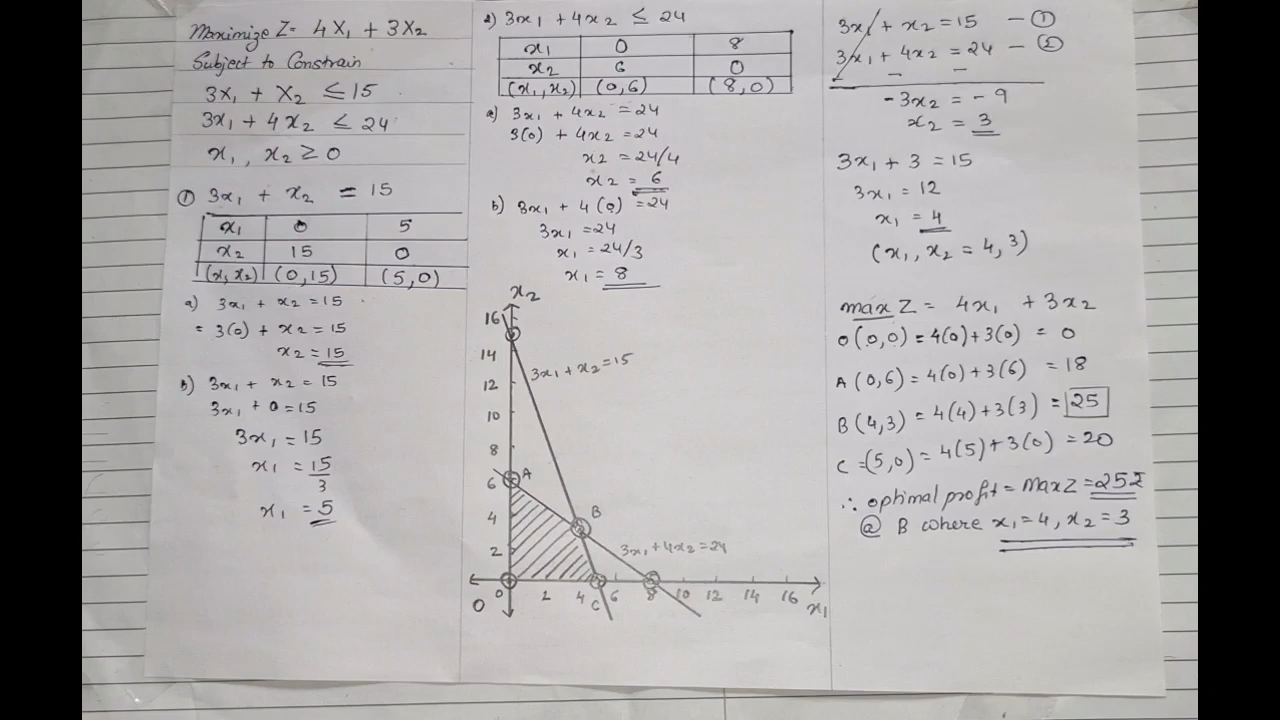 Maximize Z= 4X1 + 3X2
Subject to Constrain
3x1 + X2 ≤ 15
3x1 + 4x2 ≤ 24
x1, x2 ≥ 0
① 3x1 + x2 = 15
x1 0 5
x2 15 0
(x1 x2) (0,15) (5,0)
a) 3x1 + x2 = 15
= 3(0) + x2 = 15
x2 = 15
b) 3x1 + x2 = 15
3x1 + 0 = 15
3x1 = 15
x1 = 15/3
x1 = 5
2) 3x1 + 4x2 ≤ 24
x1 0 8
x2 6 0
(x1, x2) (0,6) (8,0)
a) 3x1 + 4x2 = 24
3(0) + 4x2 = 24
x2 = 24/4
x2 = 6
b) 3x1 + 4(0) = 24
3x1 = 24
x1 = 24/3
x1 = 8
x2
16
14
12
10
8
6
4
2
3x1 + x2 = 15
A
B
3x1 + 4x2 = 24
O 0 2 4 C 6 8 10 12 14 16 x1
3x1 + x2 = 15 — ①
3x1 + 4x2 = 24 — ②
- -
-3x2 = -9
x2 = 3
3x1 + 3 = 15
3x1 = 12
x1 = 4
(x1, x2 = 4, 3)
max Z = 4x1 + 3x2
O(0,0) = 4(0)+3(0) = 0
A(0,6) = 4(0)+3(6) = 18
B(4,3) = 4(4)+3(3) = 25
C=(5,0) = 4(5)+3(0) = 20
∴ optimal profit = Max Z =
@ B where x1 = 4, x2 = 3